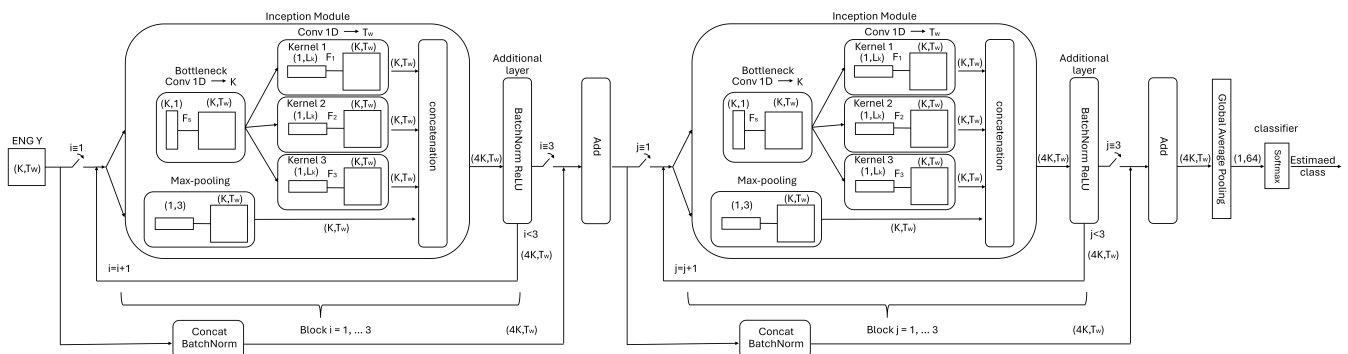 Inception Module
Conv 1D → Tw
Kernel 1
(1,Lk) F1
(K,Tw)
(K,Tw)
Bottleneck
Conv 1D → K
(K,1)
Fs
(K,Tw)
Kernel 2
(1,Lk) F2
(K,Tw)
Kernel 3
(1,Lk) F3
(K,Tw)
concatenation
Max-pooling
(1,3)
(K,Tw)
(K,Tw)
ENG Y
(K,Tw)
i≡1
(4K,Tw)
Additional
layer
BatchNorm ReLU
i≡3
i<3
(4K,Tw)
i=i+1
Add
Block i = 1, ... 3
(4K,Tw)
Concat
BatchNorm
Inception Module
Conv 1D → Tw
Kernel 1
(1,Lk) F1
(K,Tw)
(K,Tw)
Bottleneck
Conv 1D → K
(K,1)
Fs
(K,Tw)
Kernel 2
(1,Lk) F2
(K,Tw)
Kernel 3
(1,Lk) F3
(K,Tw)
concatenation
Max-pooling
(1,3)
(K,Tw)
(K,Tw)
j≡1
(4K,Tw)
Additional
layer
BatchNorm ReLU
j≡3
j<3
(4K,Tw)
j=j+1
Add
(4K,Tw)
Global Average Pooling
(1,64)
classifier
Softmax
Estimaed
class
Block j = 1, ... 3
(4K,Tw)
Concat
BatchNorm